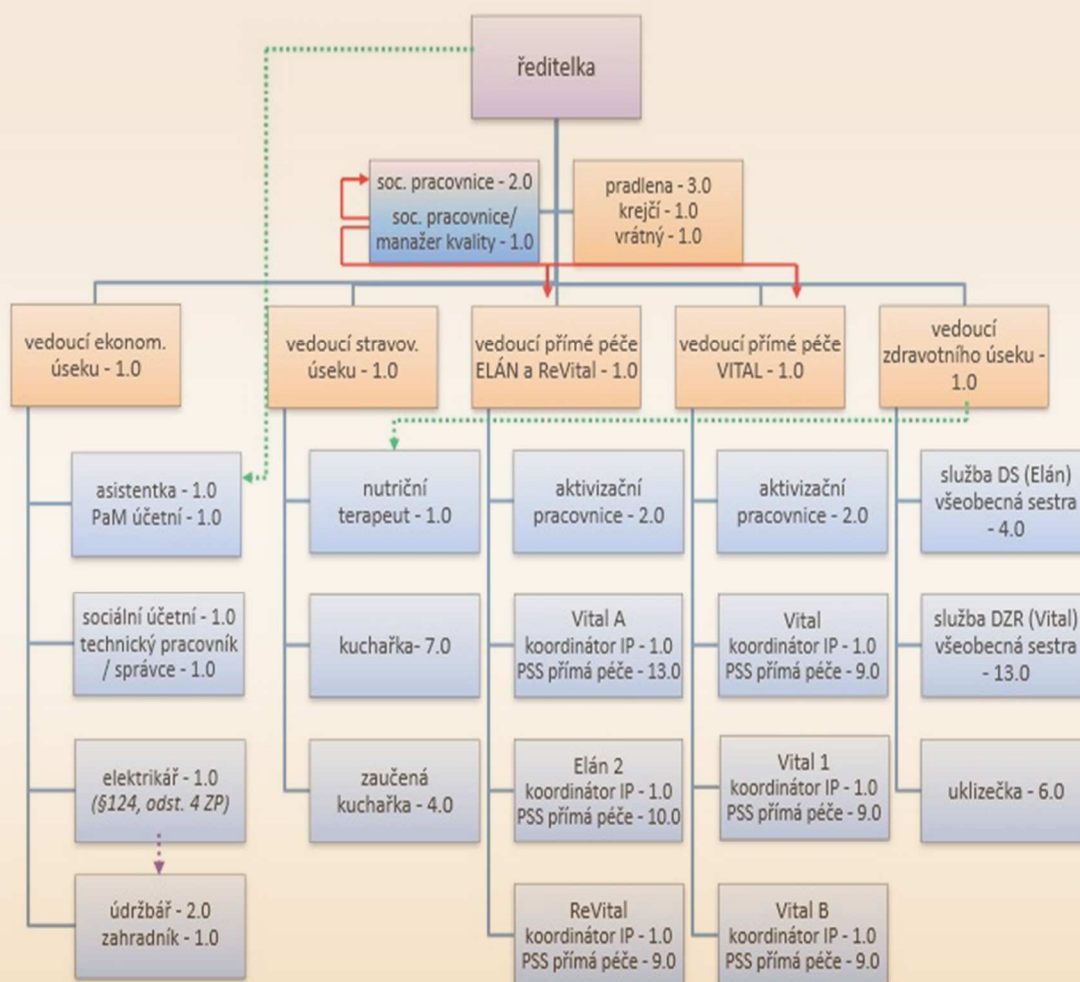 ředitelka
soc. pracovnice - 2.0
soc. pracovnice/
manažer kvality - 1.0
pradlena - 3.0
krejčí - 1.0
vrátný - 1.0
vedoucí ekonom.
úseku - 1.0
vedoucí stravov.
úseku - 1.0
vedoucí přímé péče
ELÁN a ReVital - 1.0
vedoucí přímé péče
VITAL - 1.0
vedoucí
zdravotního úseku -
1.0
asistentka - 1.0
PaM účetní - 1.0
sociální účetní - 1.0
technický pracovník
/ správce - 1.0
elektrikář - 1.0
(§124, odst. 4 ZP)
údržbář - 2.0
zahradník - 1.0
nutriční
terapeut - 1.0
kuchařka- 7.0
zaučená
kuchařka - 4.0
aktivizační
pracovnice - 2.0
Vital A
koordinátor IP - 1.0
PSS přímá péče - 13.0
Elán 2
koordinátor IP - 1.0
PSS přímá péče - 10.0
ReVital
koordinátor IP - 1.0
PSS přímá péče - 9.0
aktivizační
pracovnice - 2.0
Vital
koordinátor IP - 1.0
PSS přímá péče - 9.0
Vital 1
koordinátor IP - 1.0
PSS přímá péče - 9.0
Vital B
koordinátor IP - 1.0
PSS přímá péče - 9.0
služba DS (Elán)
všeobecná sestra
- 4.0
služba DZR (Vital)
všeobecná sestra
- 13.0
uklizečka - 6.0